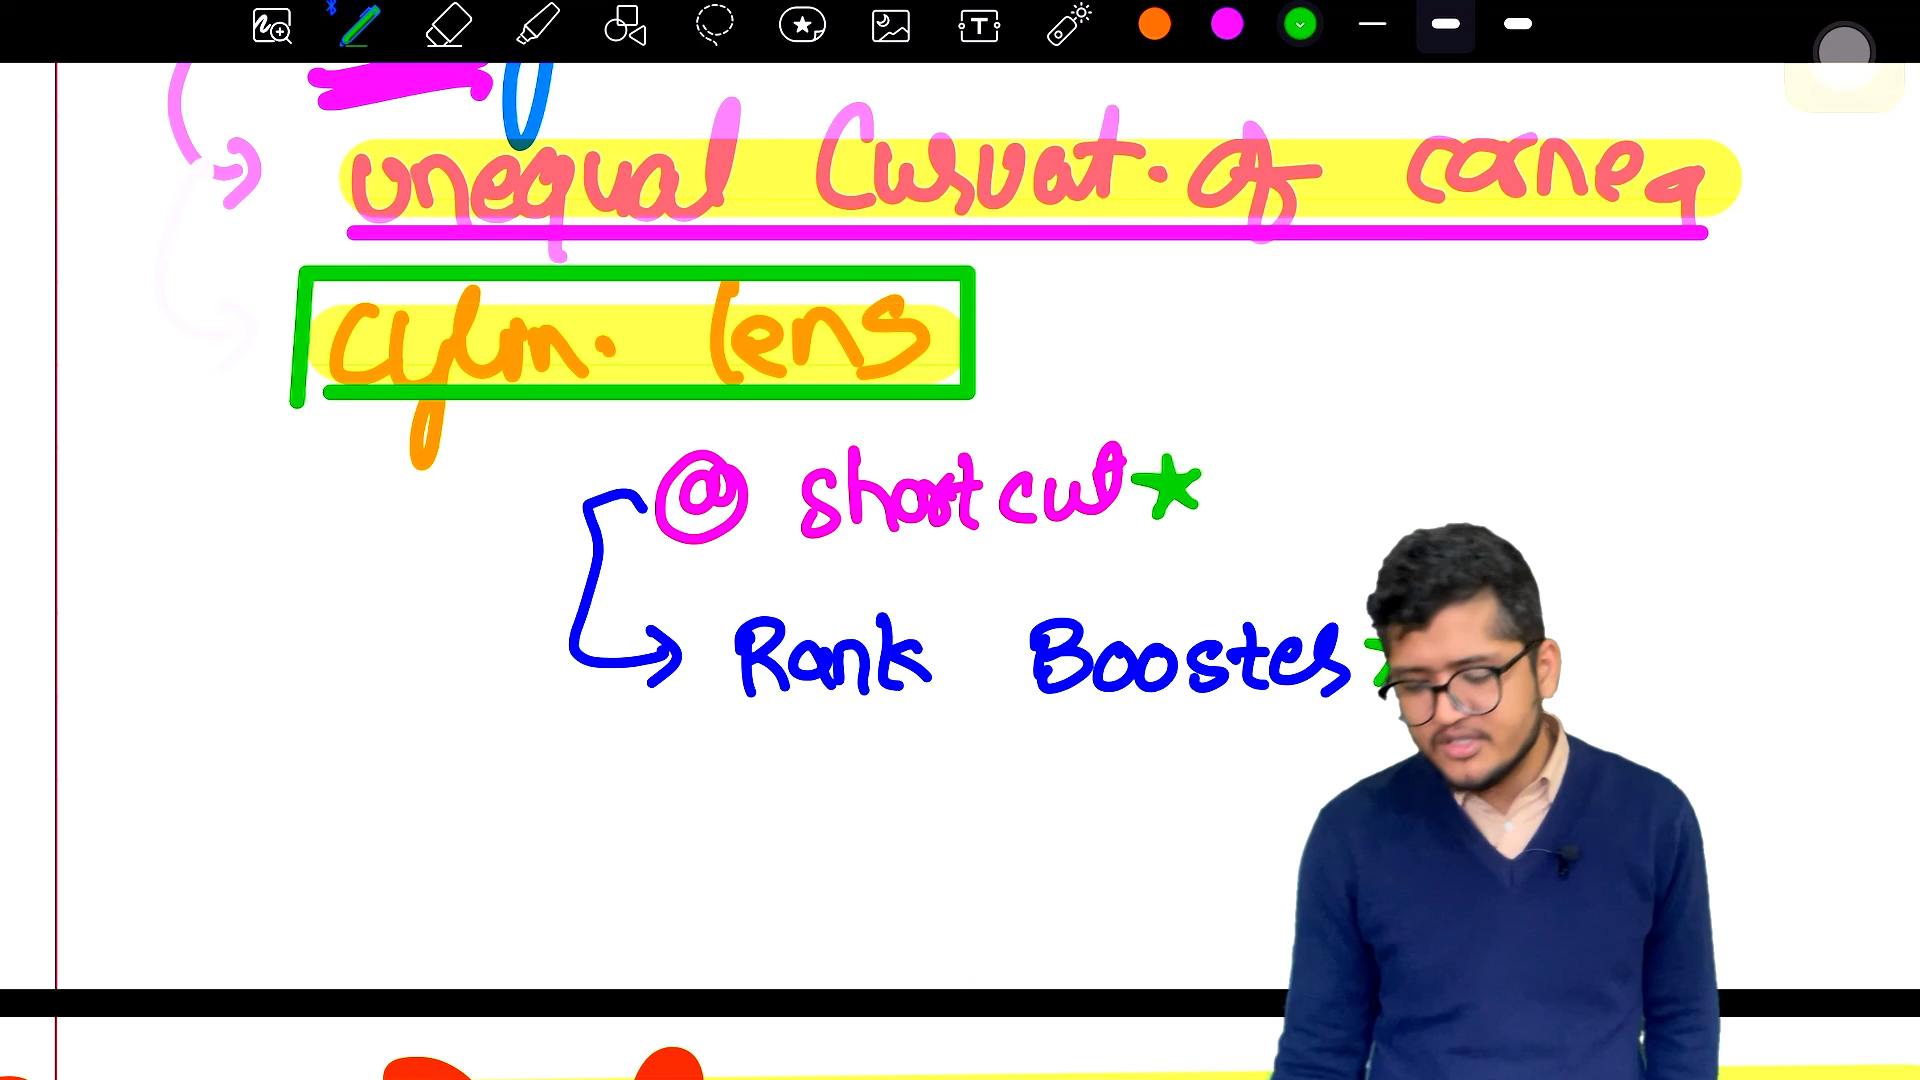 unequal Curvat. of cornea
Cylin. lens
@ shortcut
Rank Booster